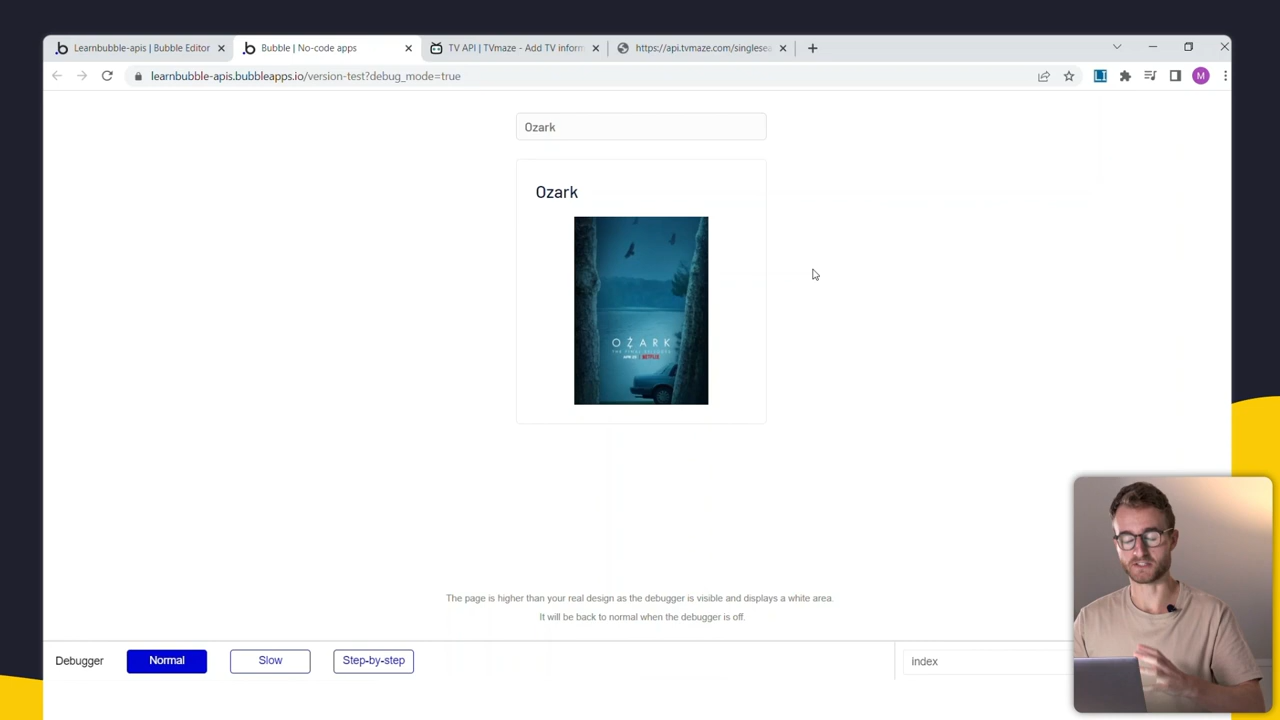 Learnbubble-apis | Bubble Editor
Bubble | No-code apps
TV API | TVmaze - Add TV inform
https://api.tvmaze.com/singlesea
learnbubble-apis.bubbleapps.io/version-test?debug_mode=true
LI
M
Ozark
Ozark
OZARK
NETFLIX
The page is higher than your real design as the debugger is visible and displays a white area.
It will be back to normal when the debugger is off.
Debugger
Normal
Slow
Step-by-step
index